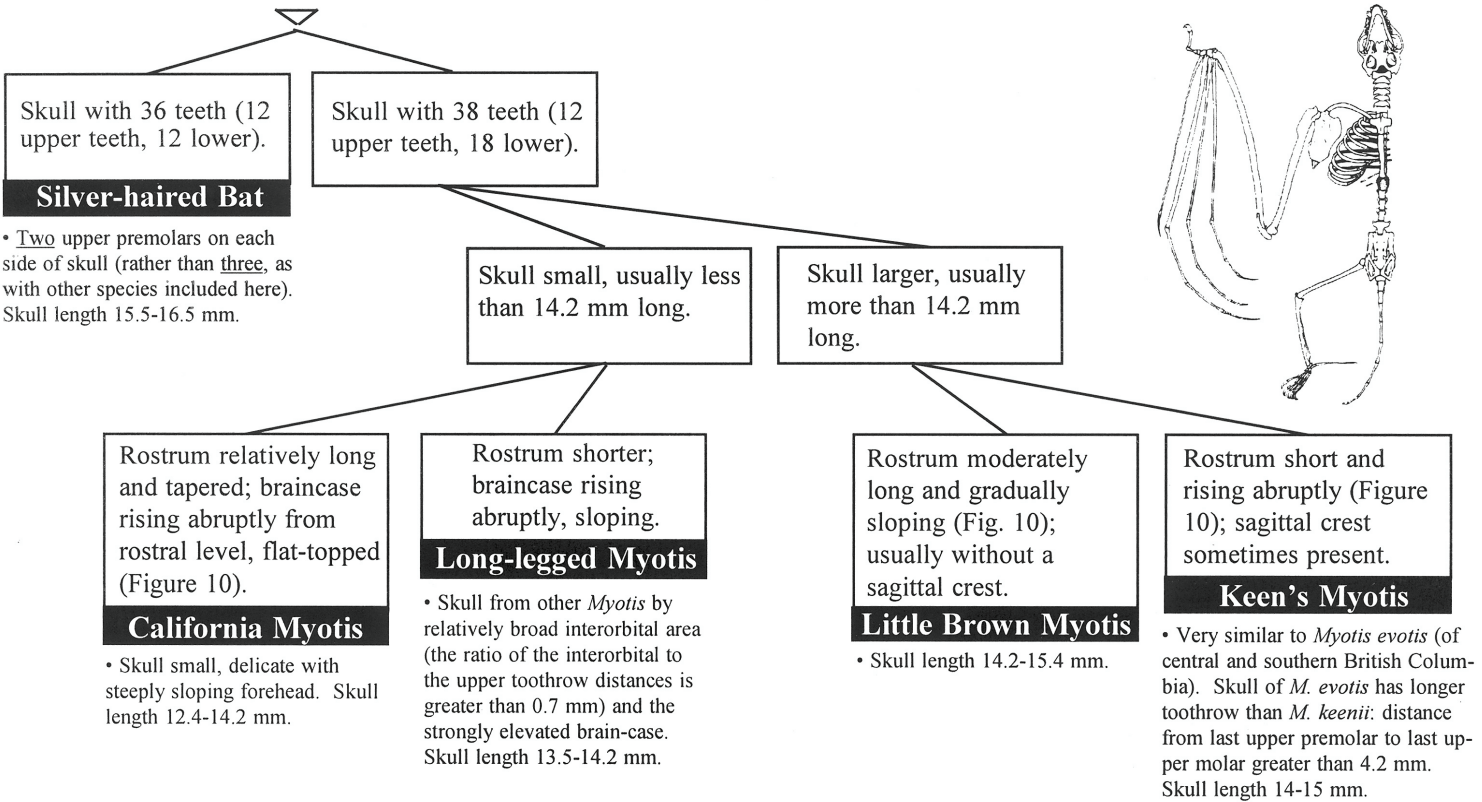 Skull with 36 teeth (12
upper teeth, 12 lower).
Silver-haired Bat
• Two upper premolars on each
side of skull (rather than three, as
with other species included here).
Skull length 15.5-16.5 mm.
Skull with 38 teeth (12
upper teeth, 18 lower).
Skull small, usually less
than 14.2 mm long.
Skull larger, usually
more than 14.2 mm
long.
Rostrum relatively long
and tapered; braincase
rising abruptly from
rostral level, flat-topped
(Figure 10).
California Myotis
• Skull small, delicate with
steeply sloping forehead. Skull
length 12.4-14.2 mm.
Rostrum shorter;
braincase rising
abruptly, sloping.
Long-legged Myotis
• Skull from other Myotis by
relatively broad interorbital area
(the ratio of the interorbital to
the upper toothrow distances is
greater than 0.7 mm) and the
strongly elevated brain-case.
Skull length 13.5-14.2 mm.
Rostrum moderately
long and gradually
sloping (Fig. 10);
usually without a
sagittal crest.
Little Brown Myotis
• Skull length 14.2-15.4 mm.
Rostrum short and
rising abruptly (Figure
10); sagittal crest
sometimes present.
Keen's Myotis
• Very similar to Myotis evotis (of
central and southern British Colum-
bia). Skull of M. evotis has longer
toothrow than M. keenii: distance
from last upper premolar to last up-
per molar greater than 4.2 mm.
Skull length 14-15 mm.